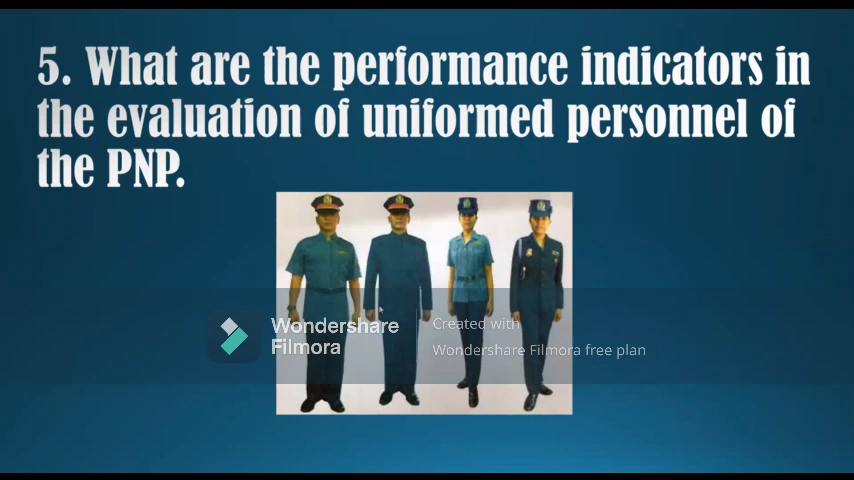 5. What are the performance indicators in
the evaluation of uniformed personnel of
the PNP.
Wondershare
Filmora
Created with
Wondershare Filmora free plan